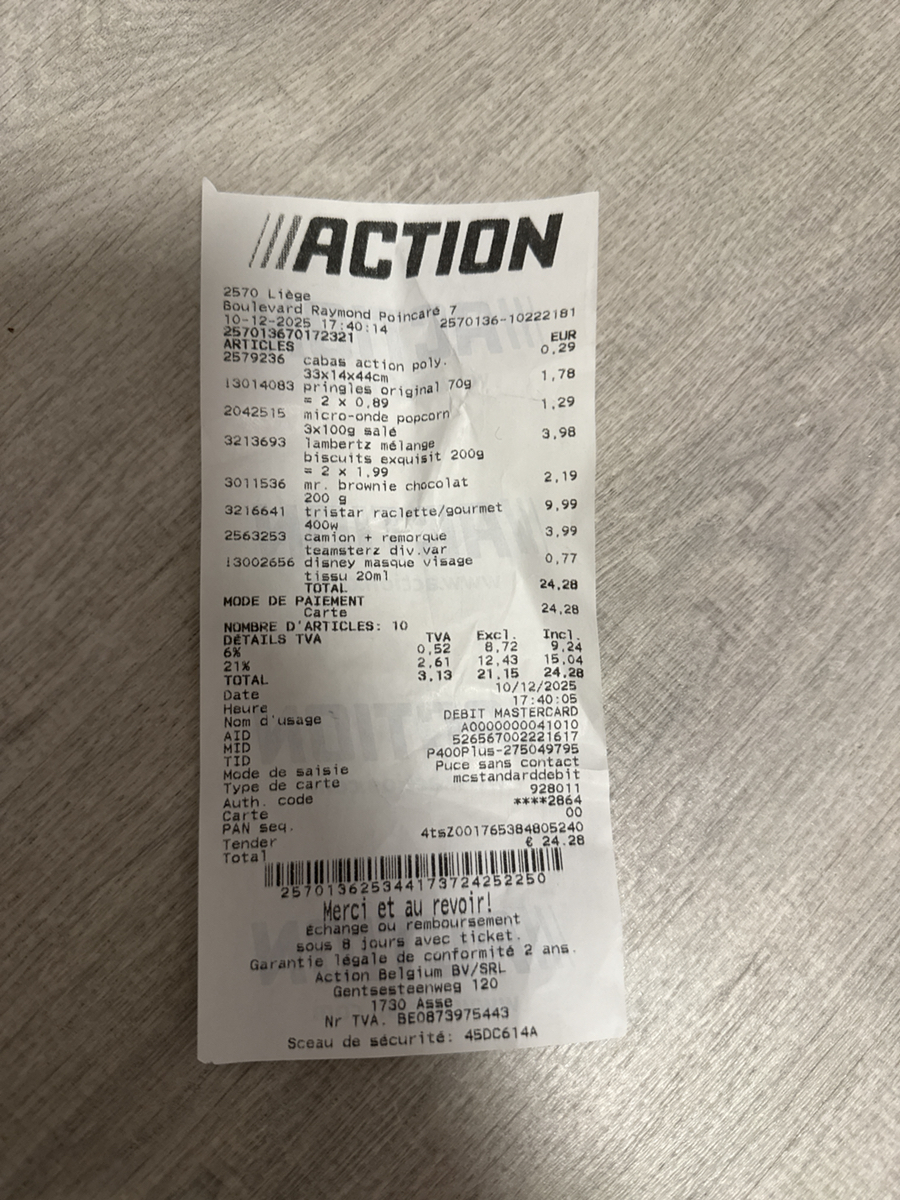 ///ACTION
2570 Liège
Boulevard Raymond Poincaré 7
10-12-2025 17:40:14 2570136-10222181
257013670172321 EUR
ARTICLES 0,29
2579236 cabas action poly.
33x14x44cm 1,78
13014083 pringles original 70g
= 2 x 0,89 1,29
2042515 micro-onde popcorn
3x100g salé 3,98
3213693 lambertz mélange
biscuits exquisit 200g
= 2 x 1,99 2,19
3011536 mr. brownie chocolat
200 g 9,99
3216641 tristar raclette/gourmet
400w 3,99
2563253 camion + remorque
teamsterz div.var 0,77
13002656 disney masque visage
tissu 20ml
TOTAL 24,28
MODE DE PAIEMENT
Carte 24,28
NOMBRE D'ARTICLES: 10
DÉTAILS TVA TVA Excl. Incl.
6% 0,52 8,72 9,24
21% 2,61 12,43 15,04
TOTAL 3,13 21,15 24,28
Date 10/12/2025
Heure 17:40:05
Nom d'usage DEBIT MASTERCARD
AID A0000000041010
MID 526567002221617
TID P400Plus-275049795
Mode de saisie Puce sans contact
Type de carte mcstandarddebit
Auth. code 928011
Carte ****2864
PAN seq. 00
Tender 4tsZ001765384805240
Total € 24.28
2570136253441737242 52250
Merci et au revoir!
Échange ou remboursement
sous 8 jours avec ticket.
Garantie légale de conformité 2 ans.
Action Belgium BV/SRL
Gentsesteenweg 120
1730 Asse
Nr TVA. BE0873975443
Sceau de sécurité: 45DC614A